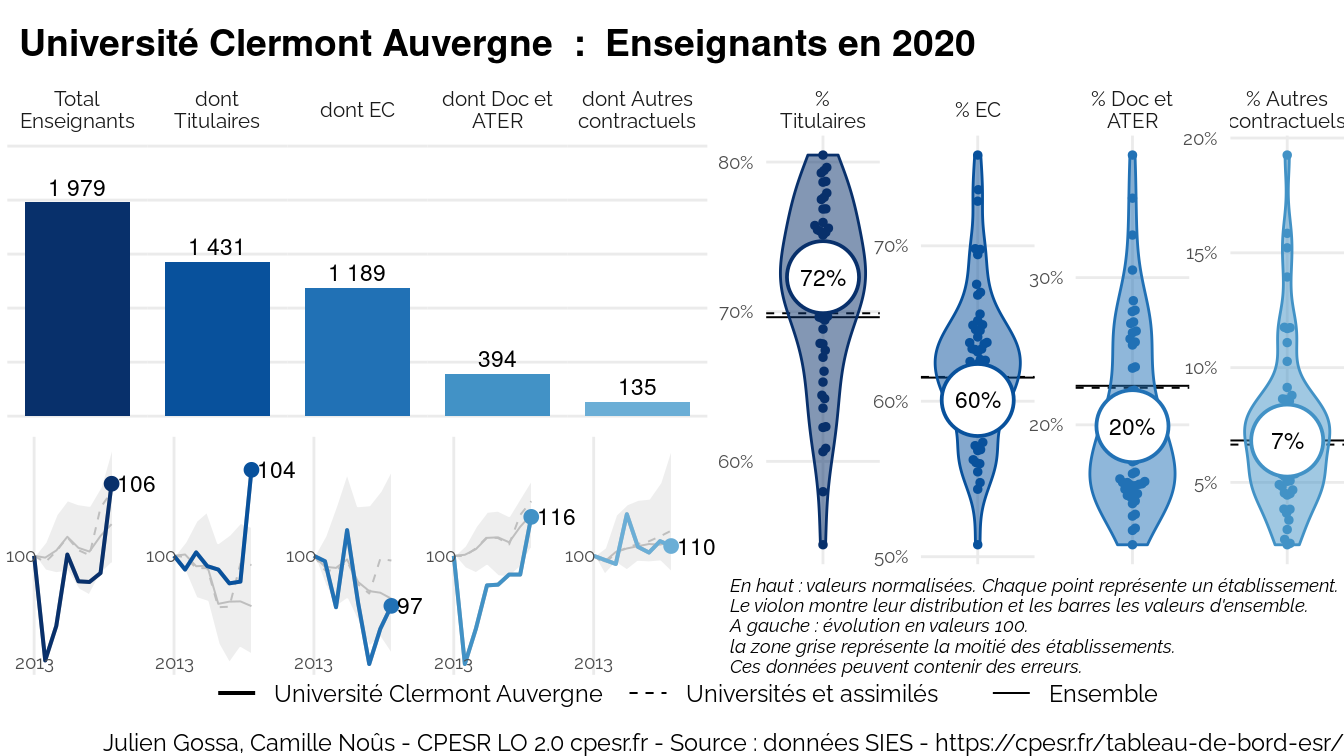 Université Clermont Auvergne : Enseignants en 2020
Total
Enseignants
dont
Titulaires
dont EC
dont Doc et
ATER
dont Autres
contractuels
1 979
1 431
1 189
394
135
106
104
97
116
110
100
100
100
100
100
2013
2013
2013
2013
2013
%
Titulaires
80%
70%
60%
72%
% EC
70%
60%
50%
60%
% Doc et
ATER
30%
20%
20%
% Autres
contractuels
20%
15%
10%
5%
7%
En haut : valeurs normalisées. Chaque point représente un établissement.
Le violon montre leur distribution et les barres les valeurs d'ensemble.
A gauche : évolution en valeurs 100.
la zone grise représente la moitié des établissements.
Ces données peuvent contenir des erreurs.
Université Clermont Auvergne Universités et assimilés Ensemble
Julien Gossa, Camille Noûs - CPESR LO 2.0 cpesr.fr - Source : données SIES - https://cpesr.fr/tableau-de-bord-esr/